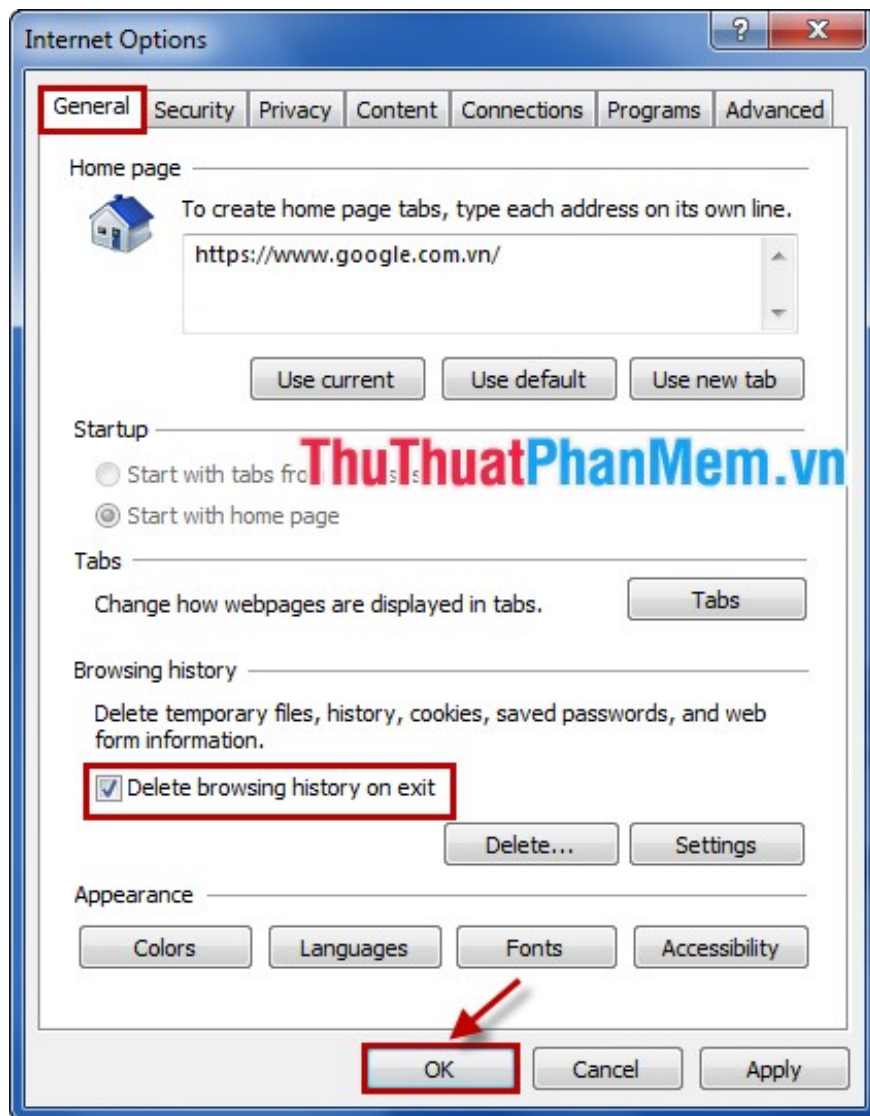 Internet Options
?
General Security Privacy Content Connections Programs Advanced
Home page
To create home page tabs, type each address on its own line.
https://www.google.com.vn/
Use current Use default Use new tab
Startup
ThuThuatPhanMem.vn
Start with tabs
Start with home page
Tabs
Change how webpages are displayed in tabs.
Tabs
Browsing history
Delete temporary files, history, cookies, saved passwords, and web
form information.
Delete browsing history on exit
Delete... Settings
Appearance
Colors Languages Fonts Accessibility
OK Cancel Apply